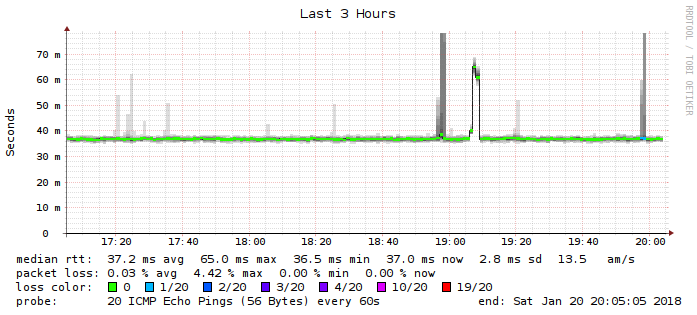 Last 3 Hours
RRDTOOL / TOBI OETIKER
Seconds
70 m
60 m
50 m
40 m
30 m
20 m
10 m
0
17:20 17:40 18:00 18:20 18:40 19:00 19:20 19:40 20:00
median rtt: 37.2 ms avg 65.0 ms max 36.5 ms min 37.0 ms now 2.8 ms sd 13.5 am/s
packet loss: 0.03 % avg 4.42 % max 0.00 % min 0.00 % now
loss color: 0 1/20 2/20 3/20 4/20 10/20 19/20
probe: 20 ICMP Echo Pings (56 Bytes) every 60s end: Sat Jan 20 20:05:05 2018